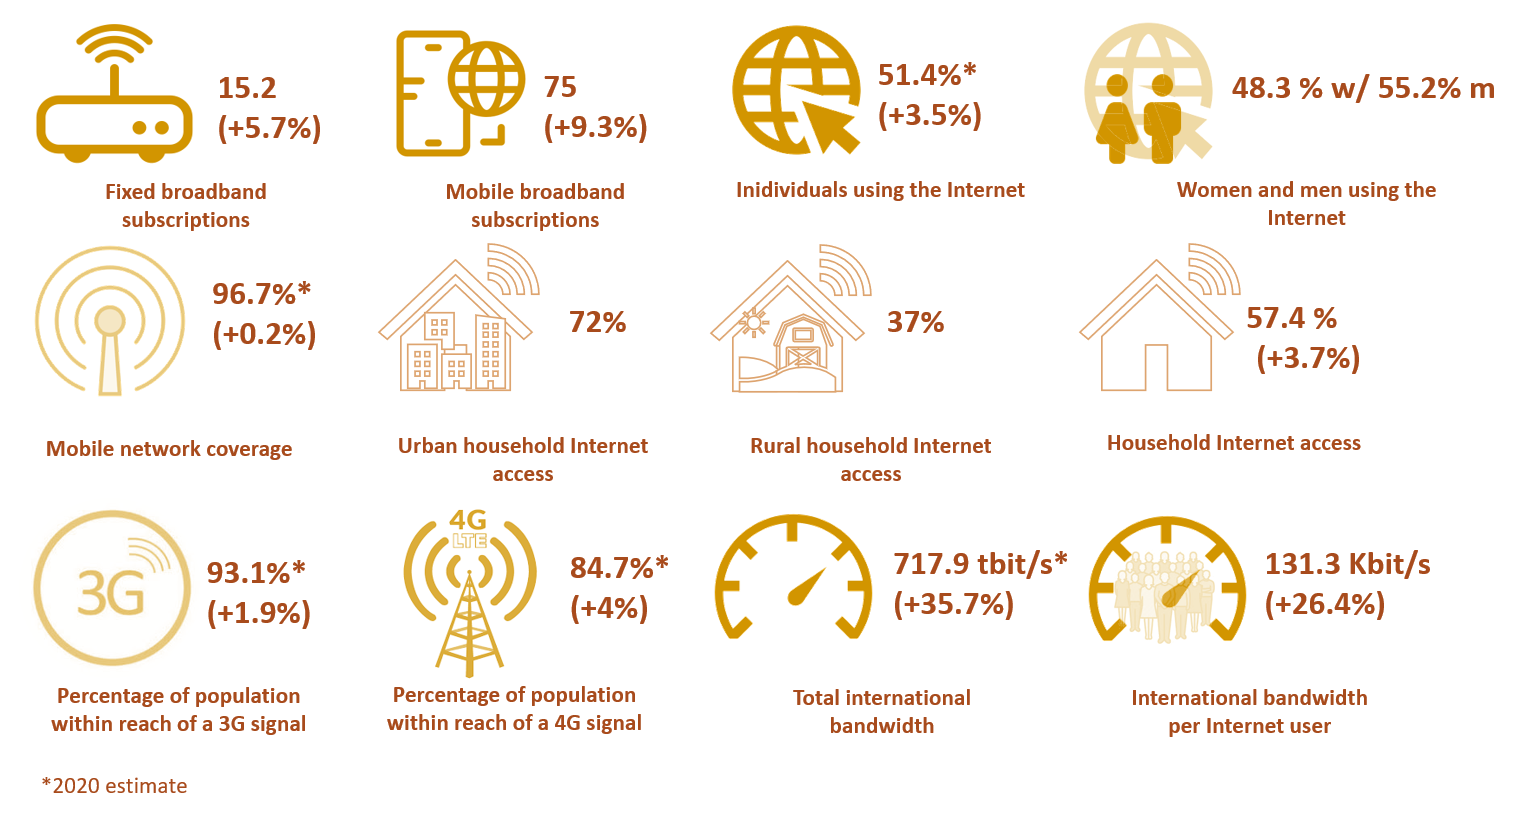 15.2
(+5.7%)
Fixed broadband
subscriptions
75
(+9.3%)
Mobile broadband
subscriptions
51.4%*
(+3.5%)
Inidividuals using the Internet
48.3 % w/ 55.2% m
Women and men using the
Internet
96.7%*
(+0.2%)
Mobile network coverage
72%
Urban household Internet
access
37%
Rural household Internet
access
57.4 %
(+3.7%)
Household Internet access
3G
93.1%*
(+1.9%)
Percentage of population
within reach of a 3G signal
4G
LTE
84.7%*
(+4%)
Percentage of population
within reach of a 4G signal
717.9 tbit/s*
(+35.7%)
Total international
bandwidth
131.3 Kbit/s
(+26.4%)
International bandwidth
per Internet user
*2020 estimate